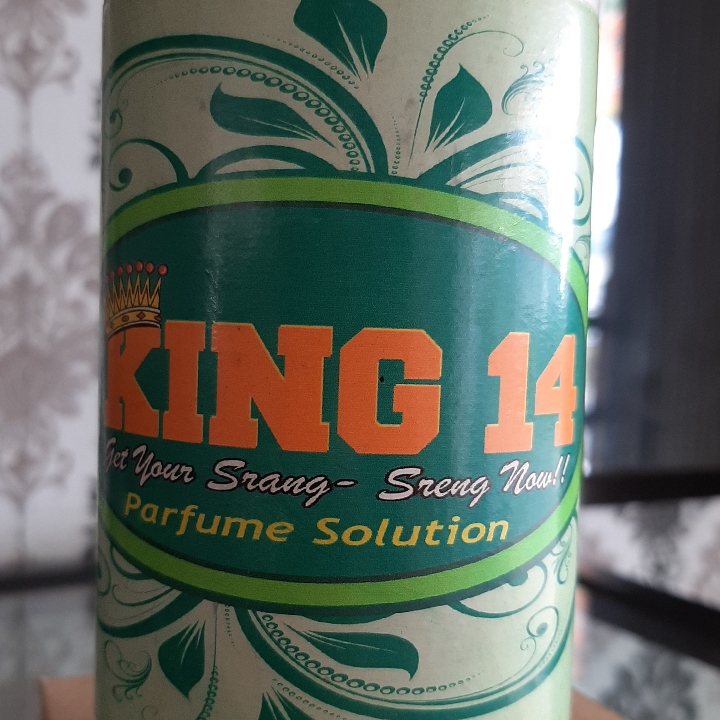 KING 14
Get Your Srang- Sreng Now!!
Parfume Solution